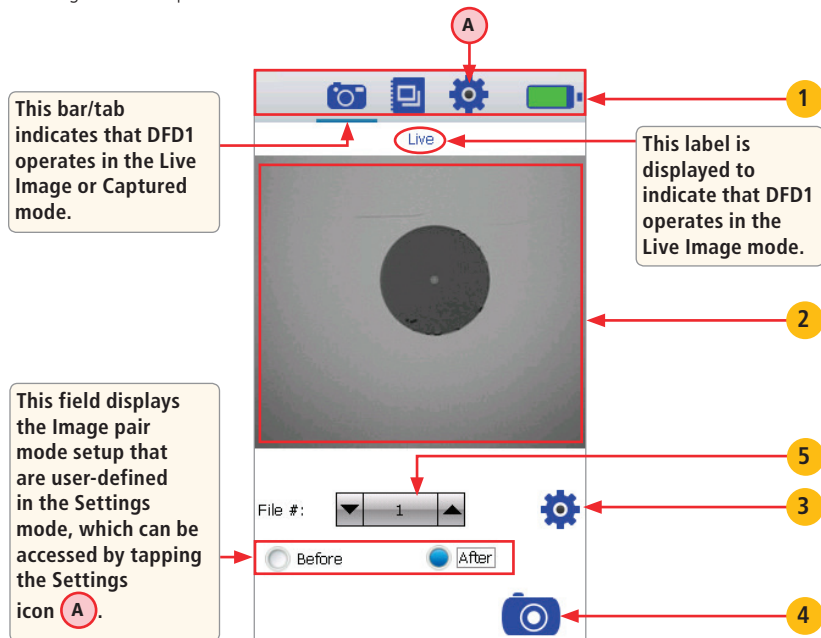 A
1
This bar/tab
indicates that DFD1
operates in the Live
Image or Captured
mode.
Live
This label is
displayed to
indicate that DFD1
operates in the
Live Image mode.
2
This field displays
the Image pair
mode setup that
are user-defined
in the Settings
mode, which can be
accessed by tapping
the Settings
icon A .
5
File #: 1
3
Before After
4